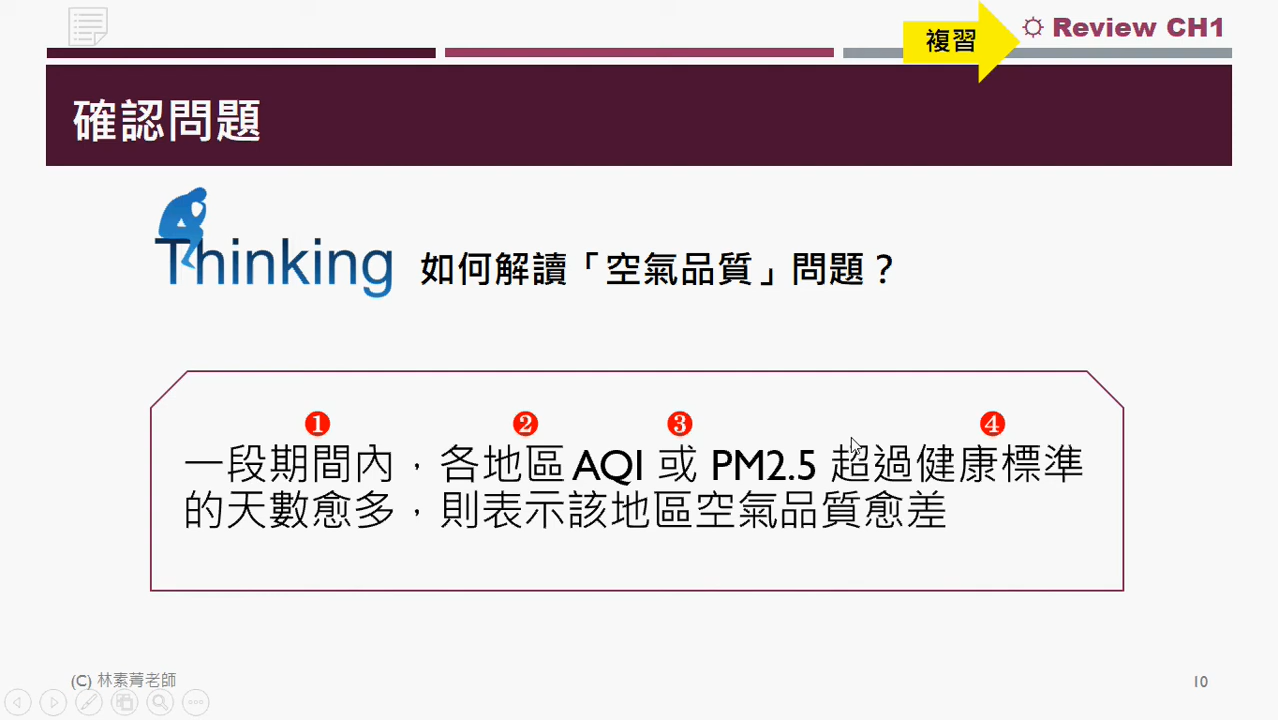 複習
☼ Review CH1
確認問題
Thinking 如何解讀「空氣品質」問題？
❶ ❷ ❸ ❹
一段期間內，各地區 AQI 或 PM2.5 超過健康標準
的天數愈多，則表示該地區空氣品質愈差
(C) 林素菁老師
10